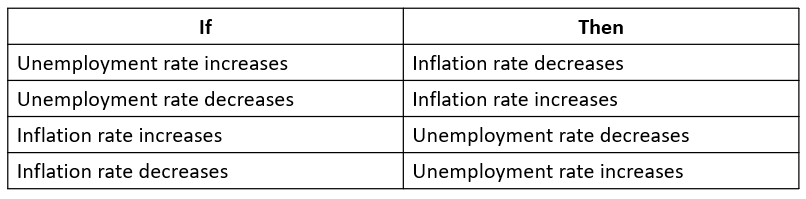 If Then
Unemployment rate increases Inflation rate decreases
Unemployment rate decreases Inflation rate increases
Inflation rate increases Unemployment rate decreases
Inflation rate decreases Unemployment rate increases